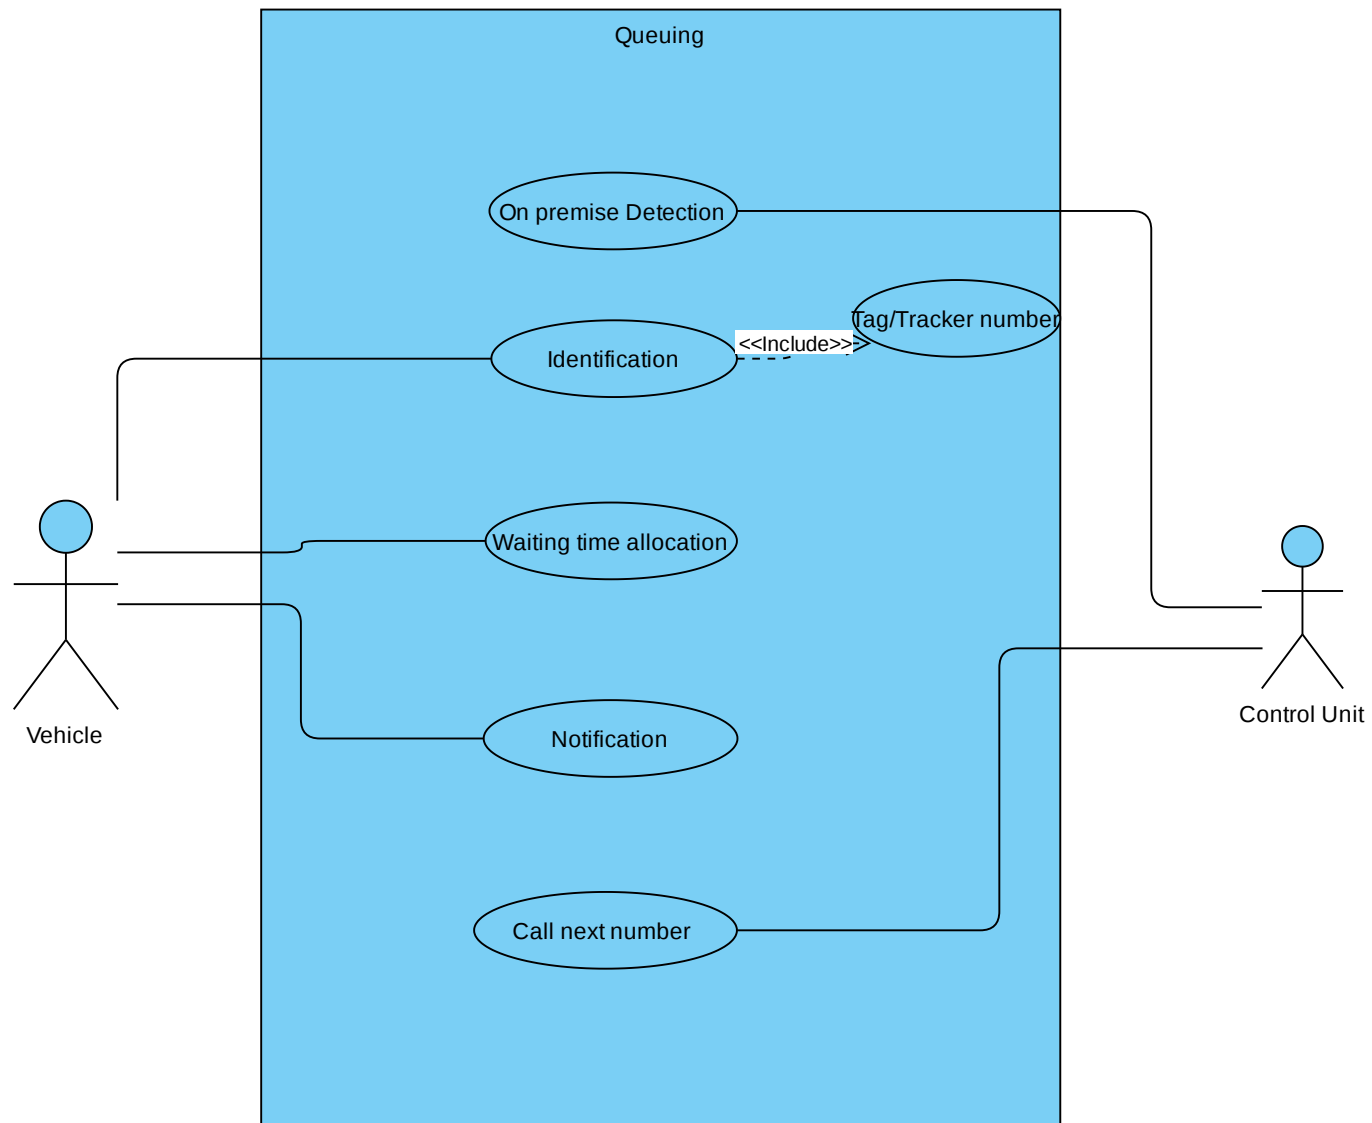 Queuing
On premise Detection
Tag/Tracker number
<<Include>>
Identification
Waiting time allocation
Vehicle
Notification
Control Unit
Call next number